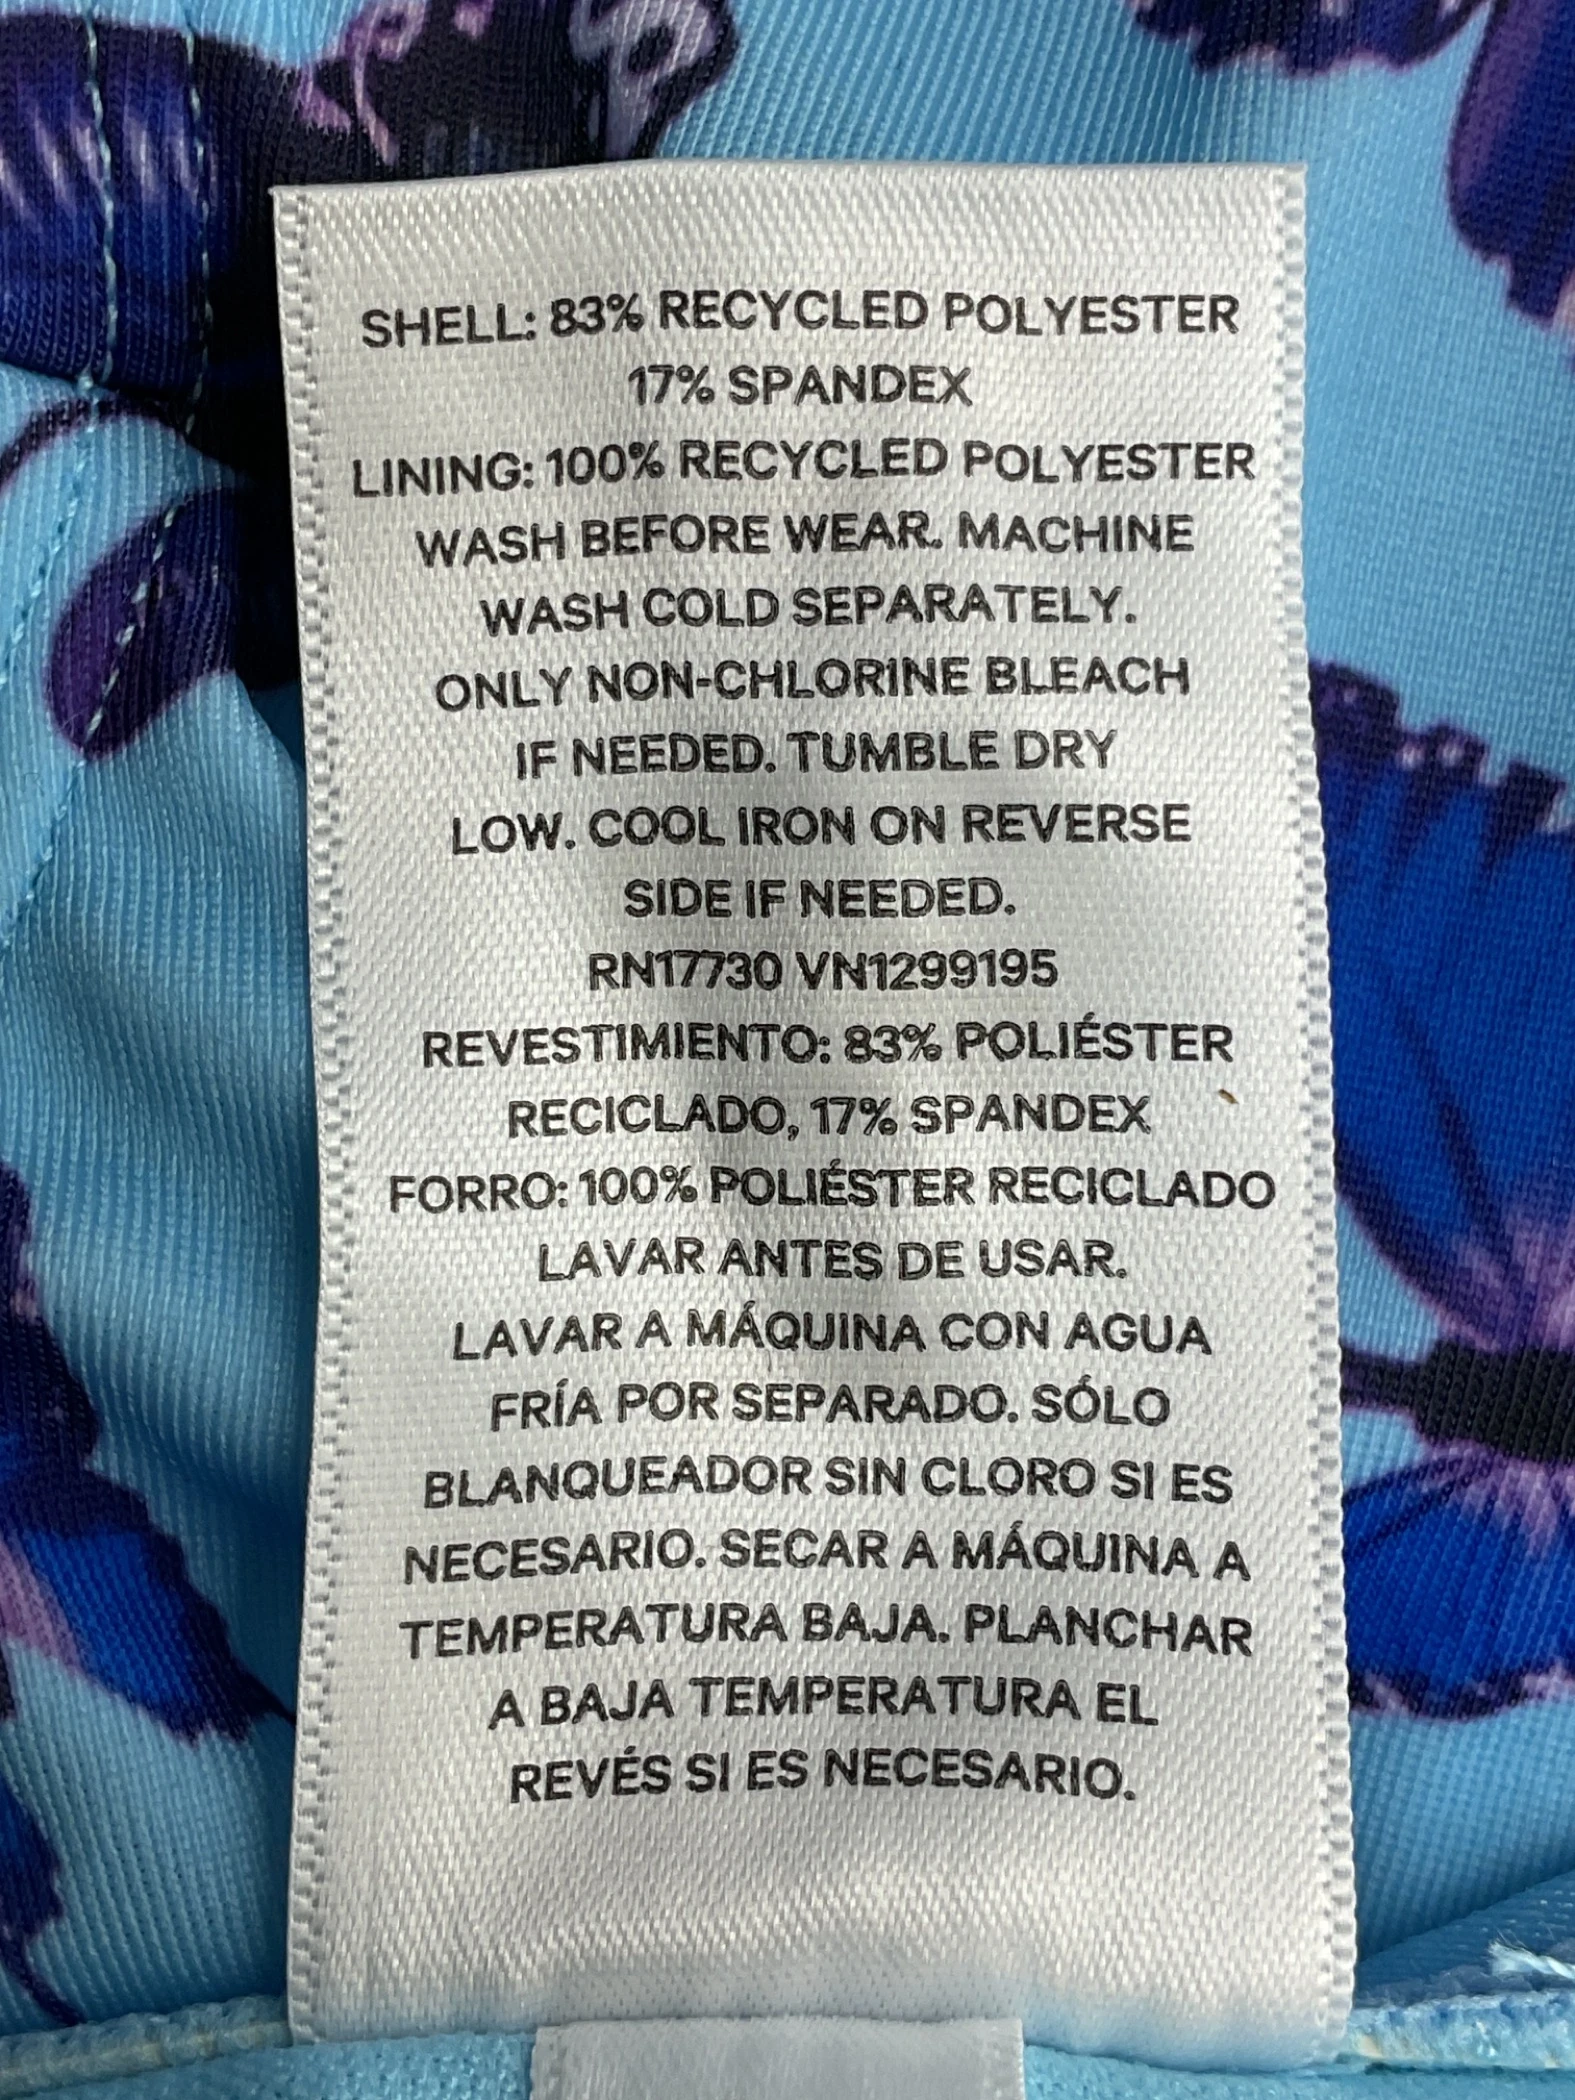 SHELL: 83% RECYCLED POLYESTER
17% SPANDEX
LINING: 100% RECYCLED POLYESTER
WASH BEFORE WEAR. MACHINE
WASH COLD SEPARATELY.
ONLY NON-CHLORINE BLEACH
IF NEEDED. TUMBLE DRY
LOW. COOL IRON ON REVERSE
SIDE IF NEEDED.
RN17730 VN1299195
REVESTIMIENTO: 83% POLIÉSTER
RECICLADO, 17% SPANDEX
FORRO: 100% POLIÉSTER RECICLADO
LAVAR ANTES DE USAR.
LAVAR A MÁQUINA CON AGUA
FRÍA POR SEPARADO. SÓLO
BLANQUEADOR SIN CLORO SI ES
NECESARIO. SECAR A MÁQUINA A
TEMPERATURA BAJA. PLANCHAR
A BAJA TEMPERATURA EL
REVÉS SI ES NECESARIO.